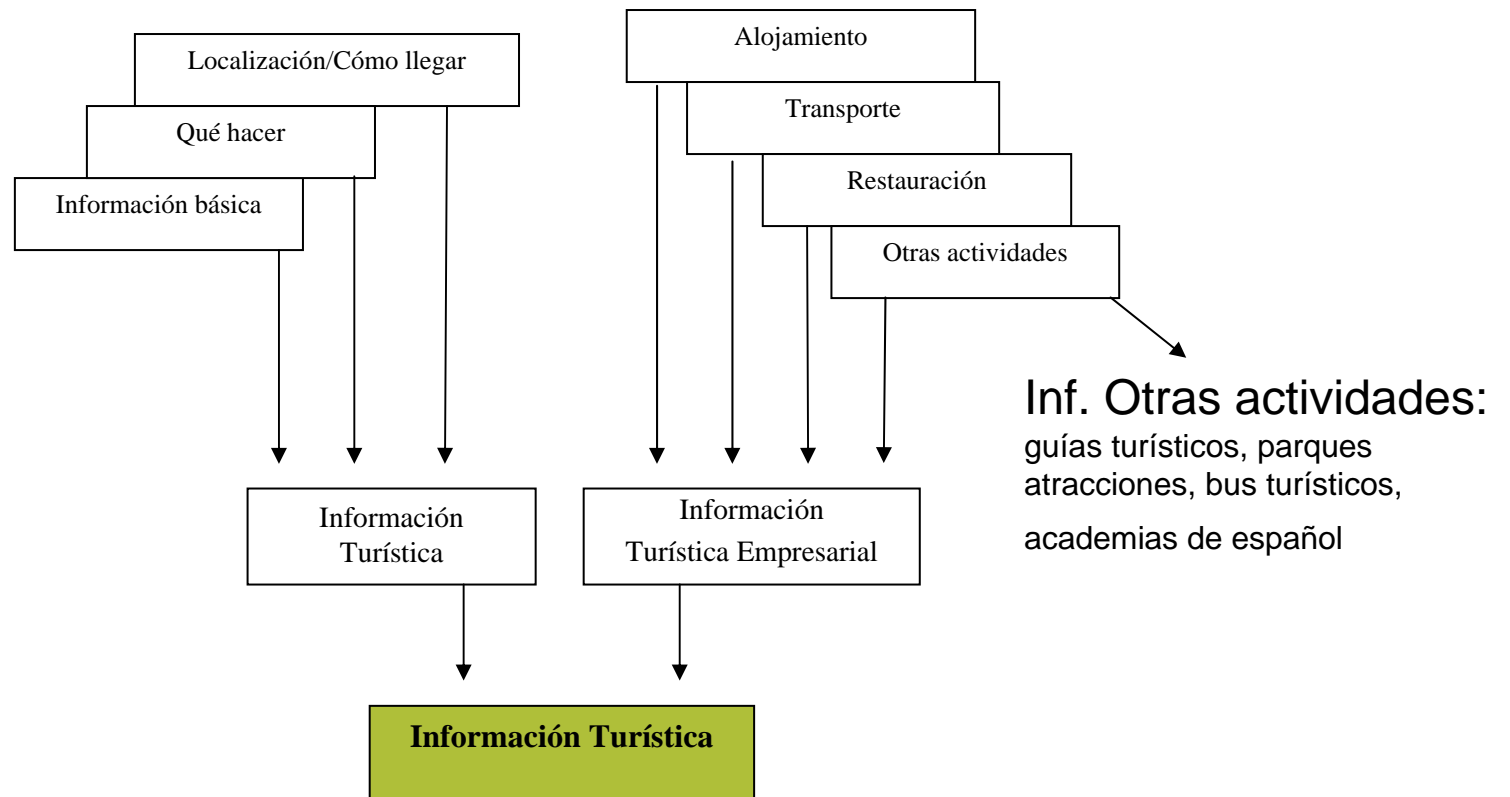 Localización/Cómo llegar
Qué hacer
Información básica
Alojamiento
Transporte
Restauración
Otras actividades
Inf. Otras actividades:
guías turísticos, parques
atracciones, bus turísticos,
academias de español
Información
Turística
Información
Turística Empresarial
Información Turística